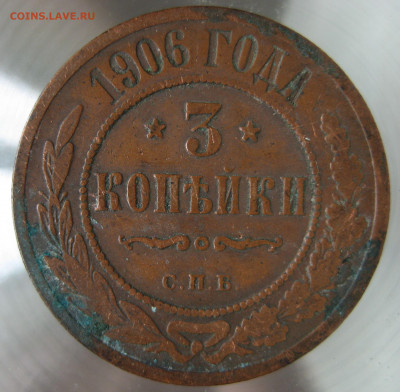 COINS.LAVE.RU
1906 ГОДА
3
КОПѢЙКИ
С.П.Б.